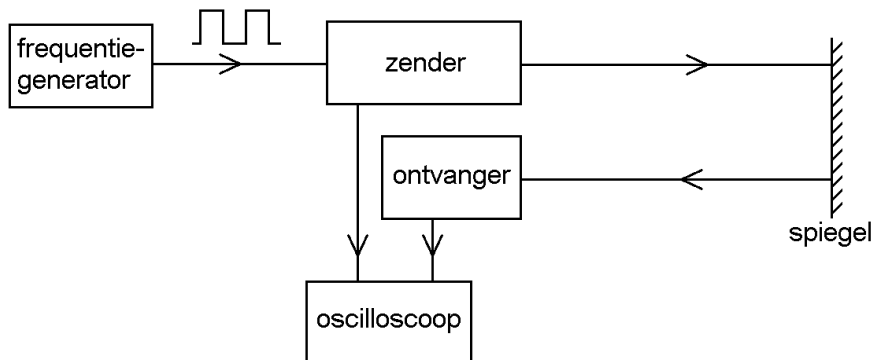 frequentie-
generator
zender
ontvanger
spiegel
oscilloscoop